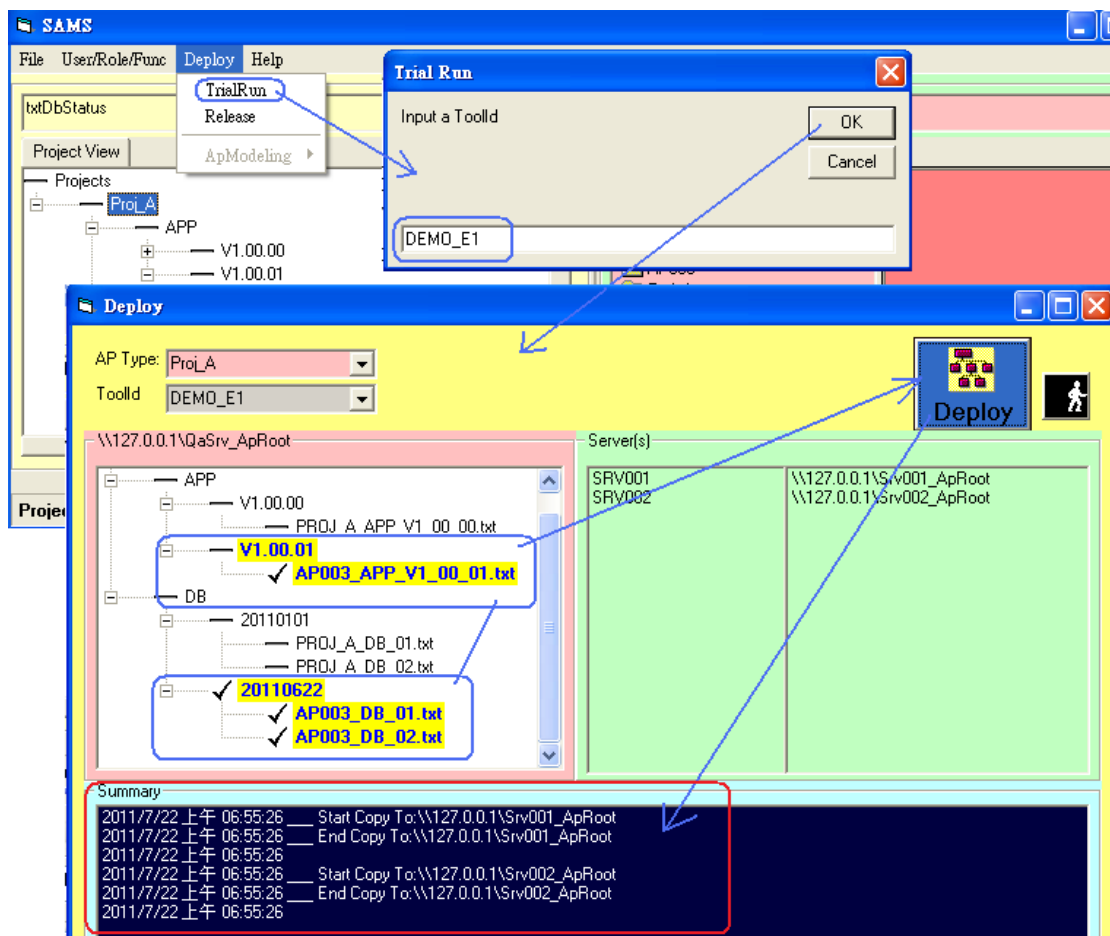 SAMS
File User/Role/Func Deploy Help
TrialRun
Release
ApModeling
txtDbStatus
Project View
Projects
Proj_A
APP
V1.00.00
V1.00.01
Trial Run
Input a ToolId
OK
Cancel
DEMO_E1
Deploy
AP Type: Proj_A
ToolId DEMO_E1
Deploy
\\127.0.0.1\QaSrv_ApRoot
APP
V1.00.00
PROJ_A_APP_V1_00_00.txt
V1.00.01
AP003_APP_V1_00_01.txt
DB
20110101
PROJ_A_DB_01.txt
PROJ_A_DB_02.txt
20110622
AP003_DB_01.txt
AP003_DB_02.txt
Server(s)
SRV001 \\127.0.0.1\Srv001_ApRoot
SRV002 \\127.0.0.1\Srv002_ApRoot
Summary
2011/7/22 上午 06:55:26 ___ Start Copy To:\\127.0.0.1\Srv001_ApRoot
2011/7/22 上午 06:55:26 ___ End Copy To:\\127.0.0.1\Srv001_ApRoot
2011/7/22 上午 06:55:26
2011/7/22 上午 06:55:26 ___ Start Copy To:\\127.0.0.1\Srv002_ApRoot
2011/7/22 上午 06:55:26 ___ End Copy To:\\127.0.0.1\Srv002_ApRoot
2011/7/22 上午 06:55:26